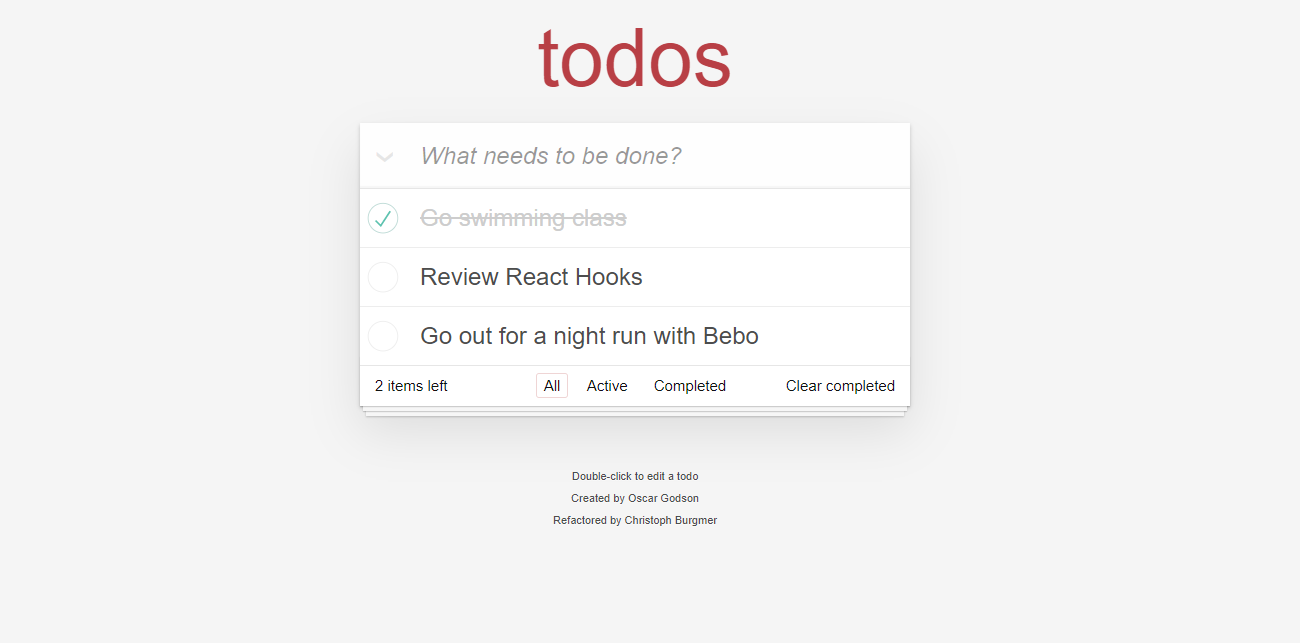 todos
What needs to be done?
Go swimming class
Review React Hooks
Go out for a night run with Bebo
2 items left All Active Completed Clear completed
Double-click to edit a todo
Created by Oscar Godson
Refactored by Christoph Burgmer